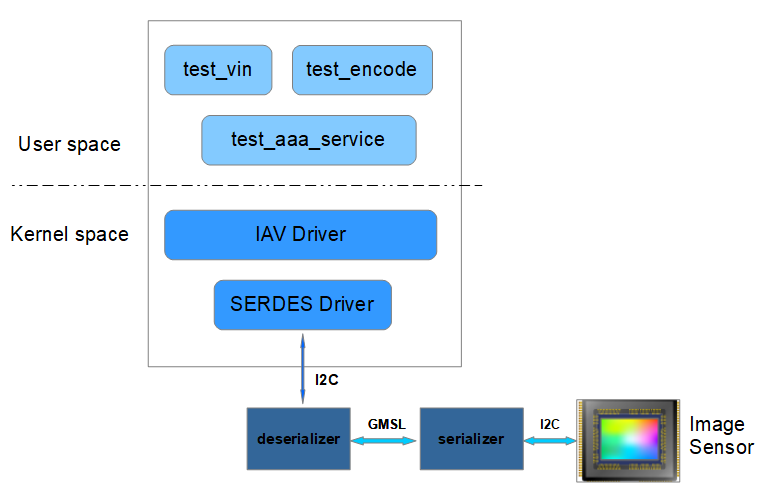 test_vin
test_encode
test_aaa_service
User space
Kernel space
IAV Driver
SERDES Driver
I2C
deserializer
GMSL
serializer
I2C
Image
Sensor